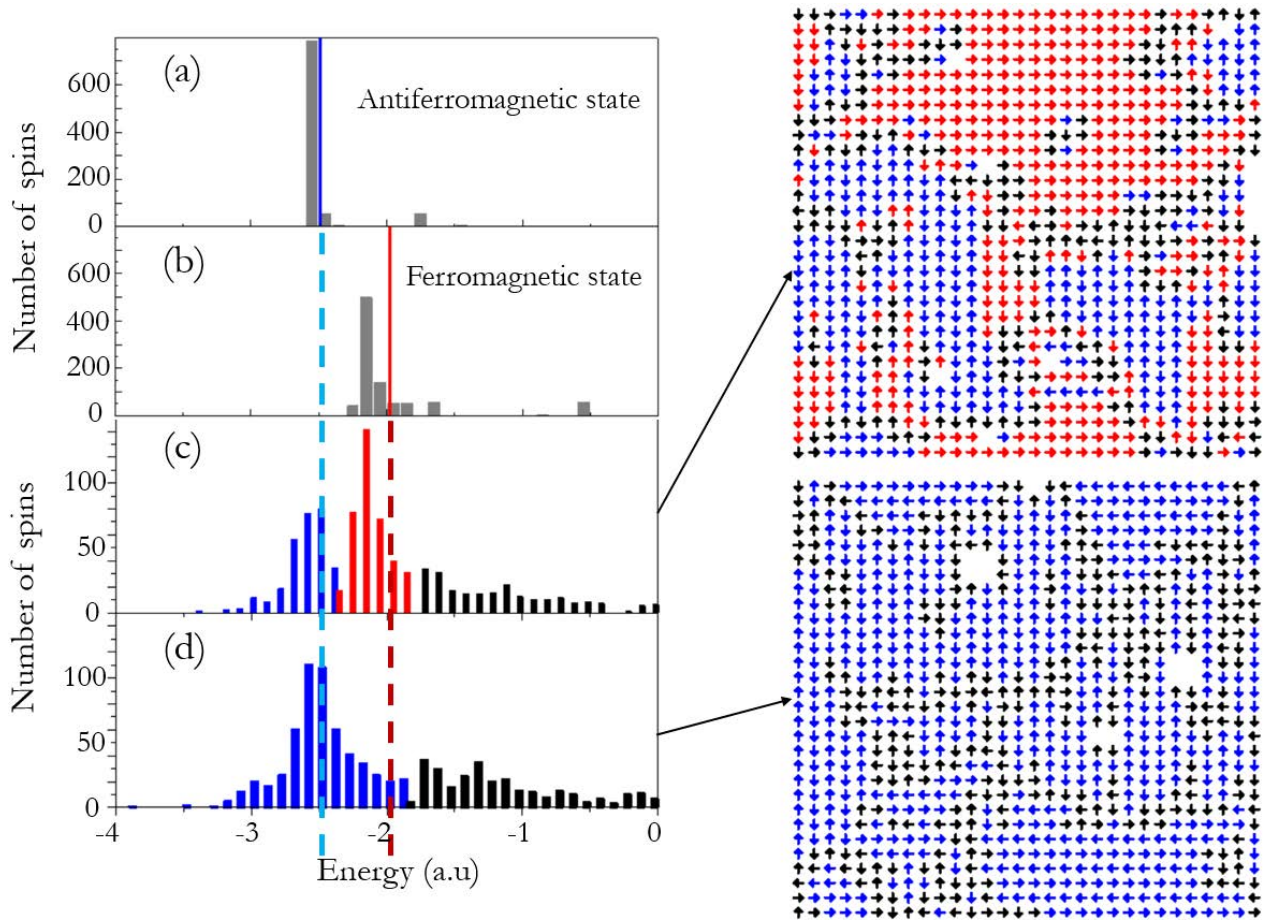 (a)
Antiferromagnetic state
600
400
200
0
Number of spins
(b)
Ferromagnetic state
600
400
200
0
(c)
100
50
0
Number of spins
(d)
100
50
0
-4
-3
-2
-1
0
Energy (a.u)